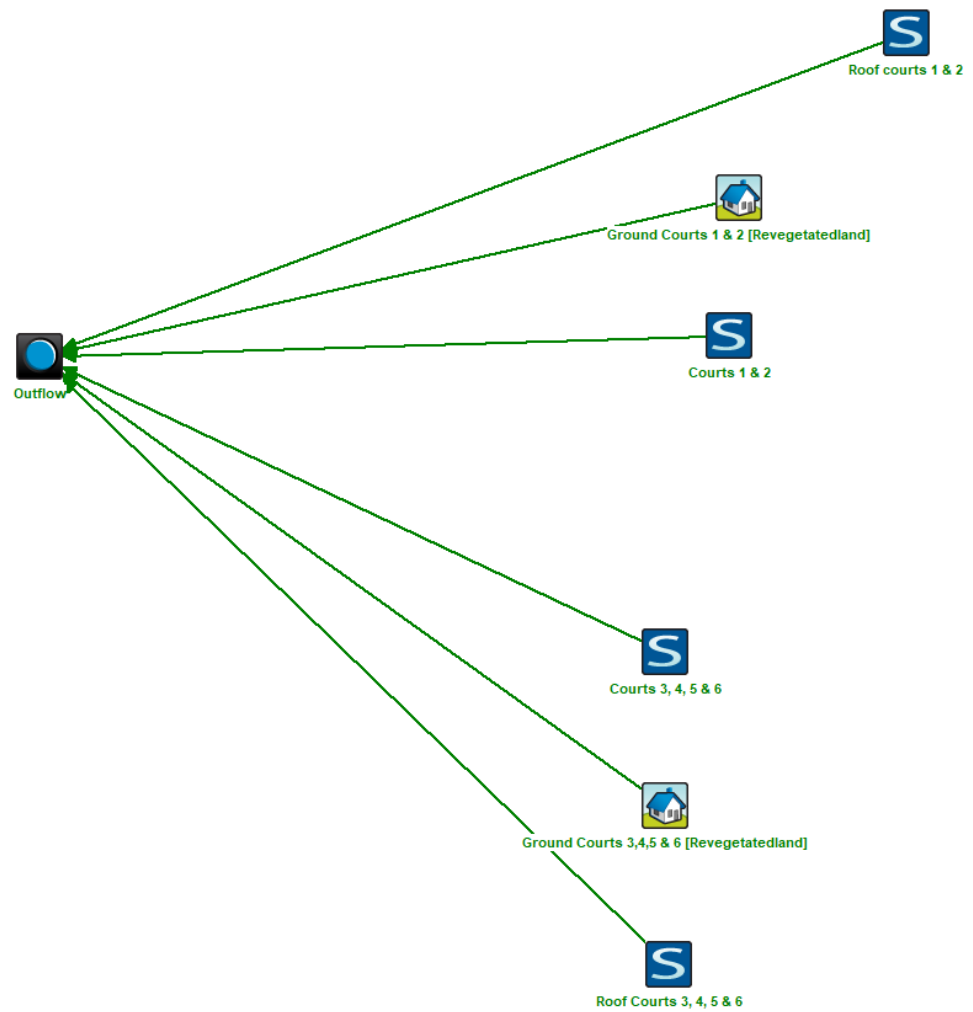 S
Roof courts 1 & 2
Ground Courts 1 & 2 [Revegetatedland]
S
Courts 1 & 2
Outflow
S
Courts 3, 4, 5 & 6
Ground Courts 3,4,5 & 6 [Revegetatedland]
S
Roof Courts 3, 4, 5 & 6